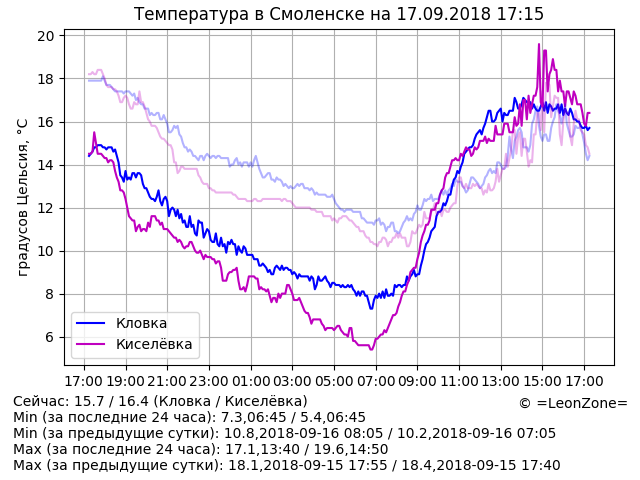 Температура в Смоленске на 17.09.2018 17:15
градусов Цельсия, °C
20
18
16
14
12
10
8
6
Кловка
Киселёвка
17:00 19:00 21:00 23:00 01:00 03:00 05:00 07:00 09:00 11:00 13:00 15:00 17:00
Сейчас: 15.7 / 16.4 (Кловка / Киселёвка)
© =LeonZone=
Min (за последние 24 часа): 7.3,06:45 / 5.4,06:45
Min (за предыдущие сутки): 10.8,2018-09-16 08:05 / 10.2,2018-09-16 07:05
Max (за последние 24 часа): 17.1,13:40 / 19.6,14:50
Max (за предыдущие сутки): 18.1,2018-09-15 17:55 / 18.4,2018-09-15 17:40